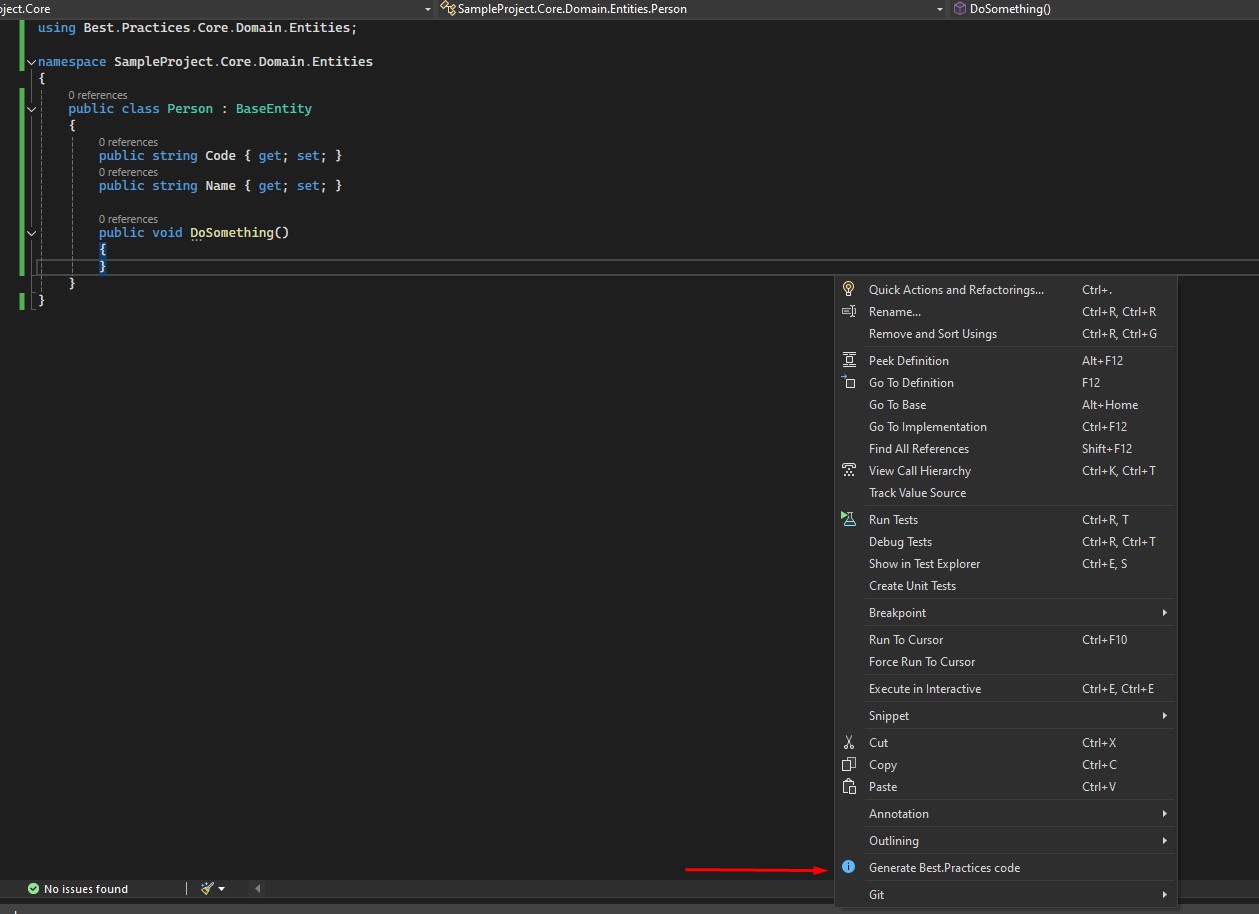 oject.Core
SampleProject.Core.Domain.Entities.Person
DoSomething()
using Best.Practices.Core.Domain.Entities;
namespace SampleProject.Core.Domain.Entities
{
0 references
public class Person : BaseEntity
{
0 references
public string Code { get; set; }
0 references
public string Name { get; set; }
0 references
public void DoSomething()
{
}
}
}
Quick Actions and Refactorings... Ctrl+.
Rename... Ctrl+R, Ctrl+R
Remove and Sort Usings Ctrl+R, Ctrl+G
Peek Definition Alt+F12
Go To Definition F12
Go To Base Alt+Home
Go To Implementation Ctrl+F12
Find All References Shift+F12
View Call Hierarchy Ctrl+K, Ctrl+T
Track Value Source
Run Tests Ctrl+R, T
Debug Tests Ctrl+R, Ctrl+T
Show in Test Explorer Ctrl+E, S
Create Unit Tests
Breakpoint
Run To Cursor Ctrl+F10
Force Run To Cursor
Execute in Interactive Ctrl+E, Ctrl+E
Snippet
Cut Ctrl+X
Copy Ctrl+C
Paste Ctrl+V
Annotation
Outlining
Generate Best.Practices code
Git
No issues found